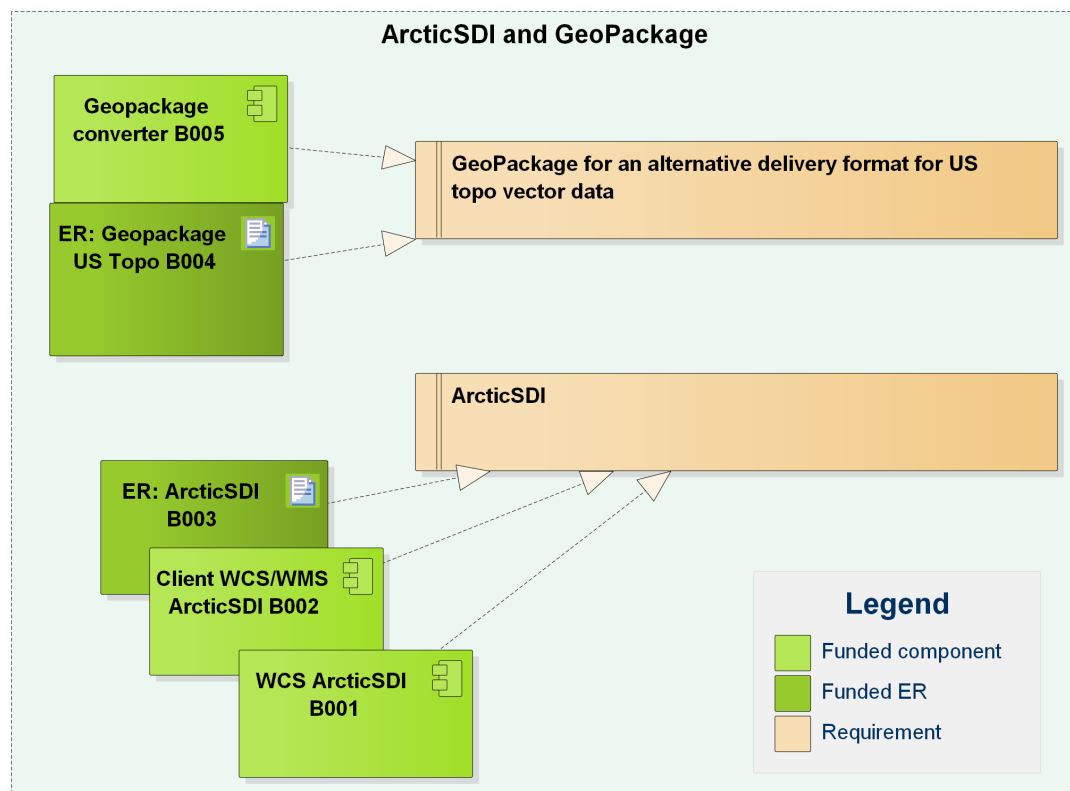 ArcticSDI and GeoPackage
Geopackage
converter B005
GeoPackage for an alternative delivery format for US
topo vector data
ER: Geopackage
US Topo B004
ArcticSDI
ER: ArcticSDI
B003
Client WCS/WMS
ArcticSDI B002
WCS ArcticSDI
B001
Legend
Funded component
Funded ER
Requirement